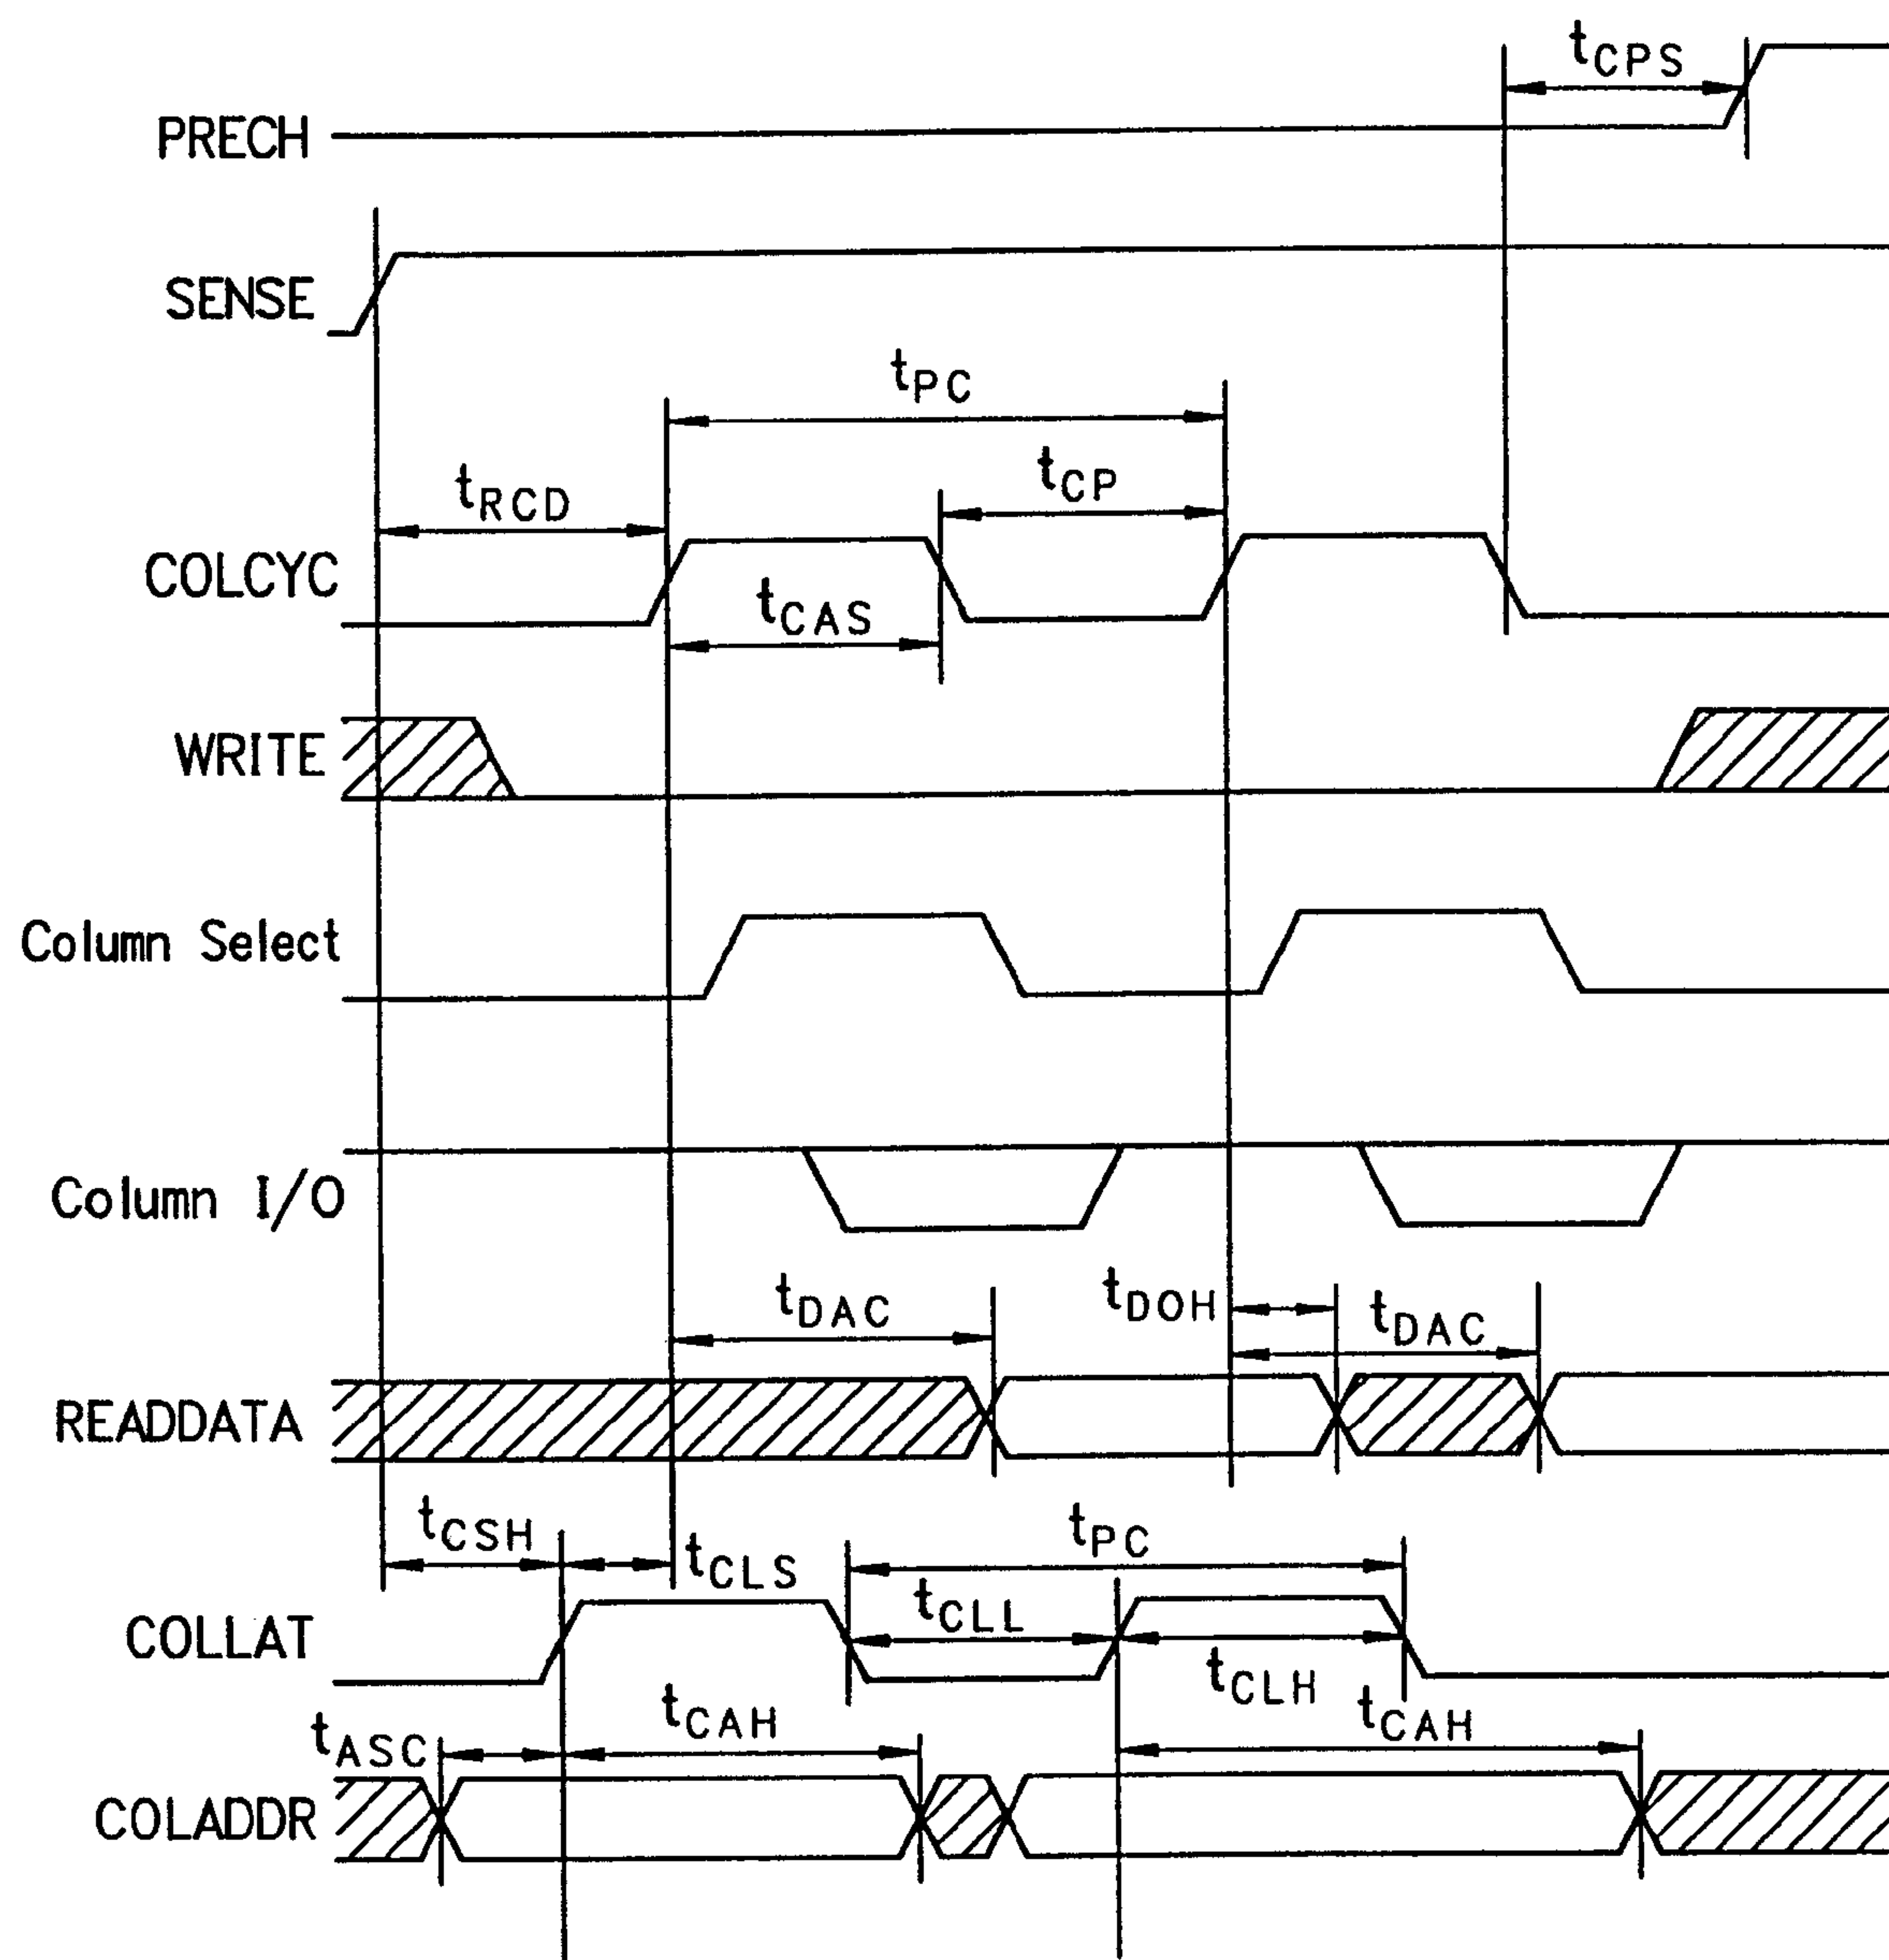 tCPS
PRECH
SENSE
tPC
tRCD
tCP
COLCYC
tCAS
WRITE
Column Select
Column I/O
tDAC
tDOH
tDAC
READDATA
tCSH
tCLS
tPC
tCLL
COLLAT
tCLH
tASC
tCAH
tCAH
COLADDR